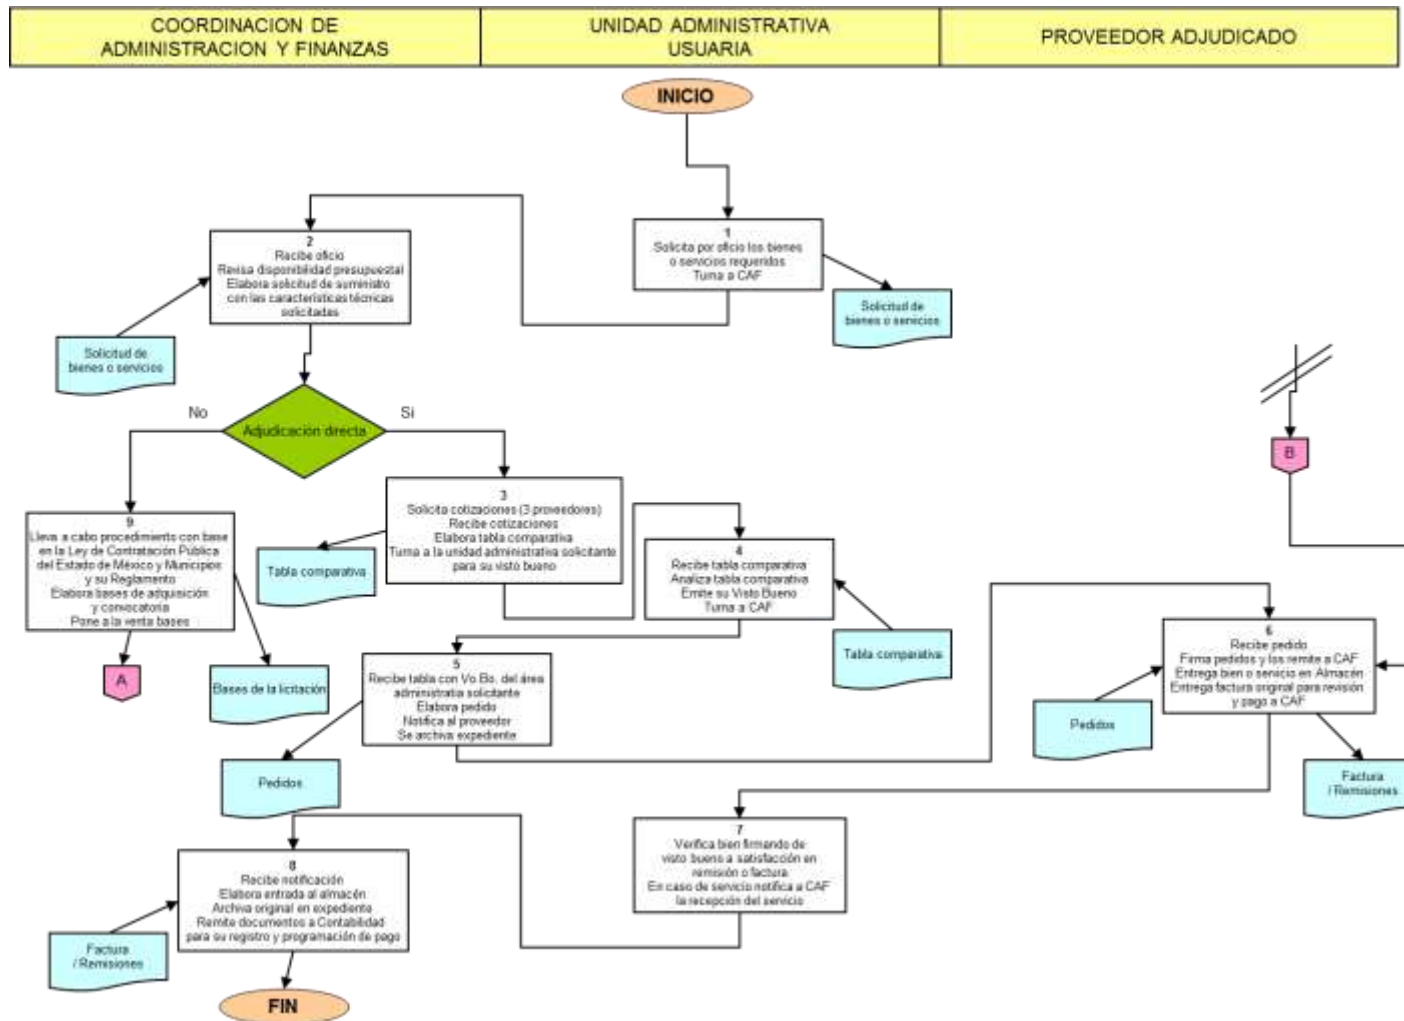 COORDINACION DE
ADMINISTRACION Y FINANZAS
UNIDAD ADMINISTRATIVA
USUARIA
PROVEEDOR ADJUDICADO
INICIO
1
Solicita por oficio los bienes
o servicios requeridos
Turna a CAF
2
Recibe oficio
Revisa disponibilidad presupuestal
Elabora solicitud de suministro
con las características técnicas
solicitadas
Solicitud de
bienes o servicios
Solicitud de
bienes o servicios
Adjudicación directa
No
Si
B
3
Solicita cotizaciones (3 proveedores)
Recibe cotizaciones
Elabora tabla comparativa
Turna a la unidad administrativa solicitante
para su visto bueno
9
Lleva a cabo procedimiento con base
en la Ley de Contratación Pública
del Estado de México y Municipios
y su Reglamento
Elabora bases de adquisición
y convocatoria
Pone a la venta bases
Tabla comparativa
4
Recibe tabla comparativa
Analiza tabla comparativa
Emite su Visto Bueno
Turna a CAF
Tabla comparativa
A
Bases de la licitación
5
Recibe tabla con Vo.Bo. del área
administratia solicitante
Elabora pedido
Notifica al proveedor
Se archiva expediente
6
Recibe pedido
Firma pedidos y los remite a CAF
Entrega bien o servicio en Almacén
Entrega factura original para revisión
y pago a CAF
Pedidos
Pedidos
Factura
/ Remisiones
7
Verifica bien firmando de
visto bueno a satisfacción en
remisión o factura
En caso de servicio notifica a CAF
la recepción del servicio
8
Recibe notificación
Elabora entrada al almacén
Archiva original en expediente
Remite documentos a Contabilidad
para su registro y programación de pago
Factura
/ Remisiones
FIN